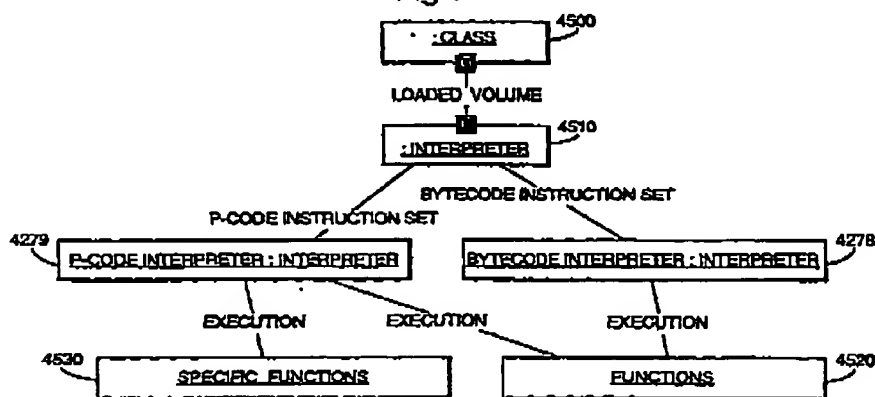 4500
: CLASS
LOADED VOLUME
4510
: INTERPRETER
BYTECODE INSTRUCTION SET
P-CODE INSTRUCTION SET
4279
4278
P-CODE INTERPRETER : INTERPRETER
BYTECODE INTERPRETER : INTERPRETER
EXECUTION
EXECUTION
EXECUTION
4530
4520
SPECIFIC FUNCTIONS
FUNCTIONS